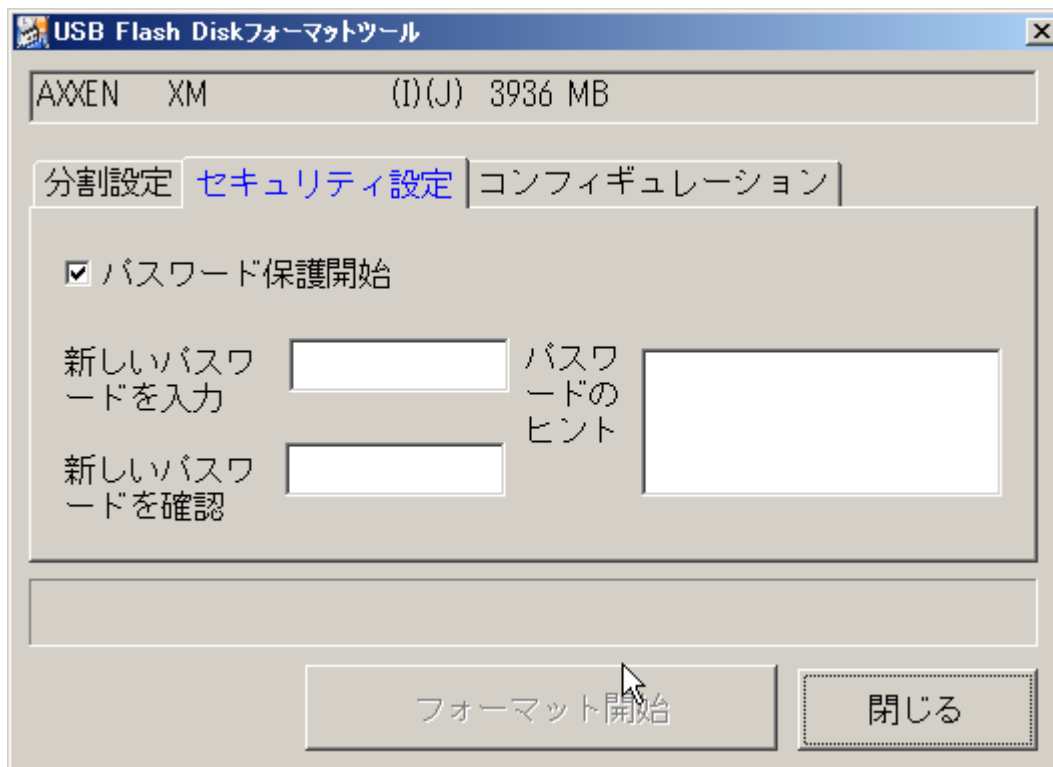 USB Flash Diskフォーマットツール
AXXEN XM (I)(J) 3936 MB
分割設定 セキュリティ設定 コンフィギュレーション
パスワード保護開始
新しいパスワ
ードを入力
パスワ
ードの
ヒント
新しいパスワ
ードを確認
フォーマット開始 閉じる